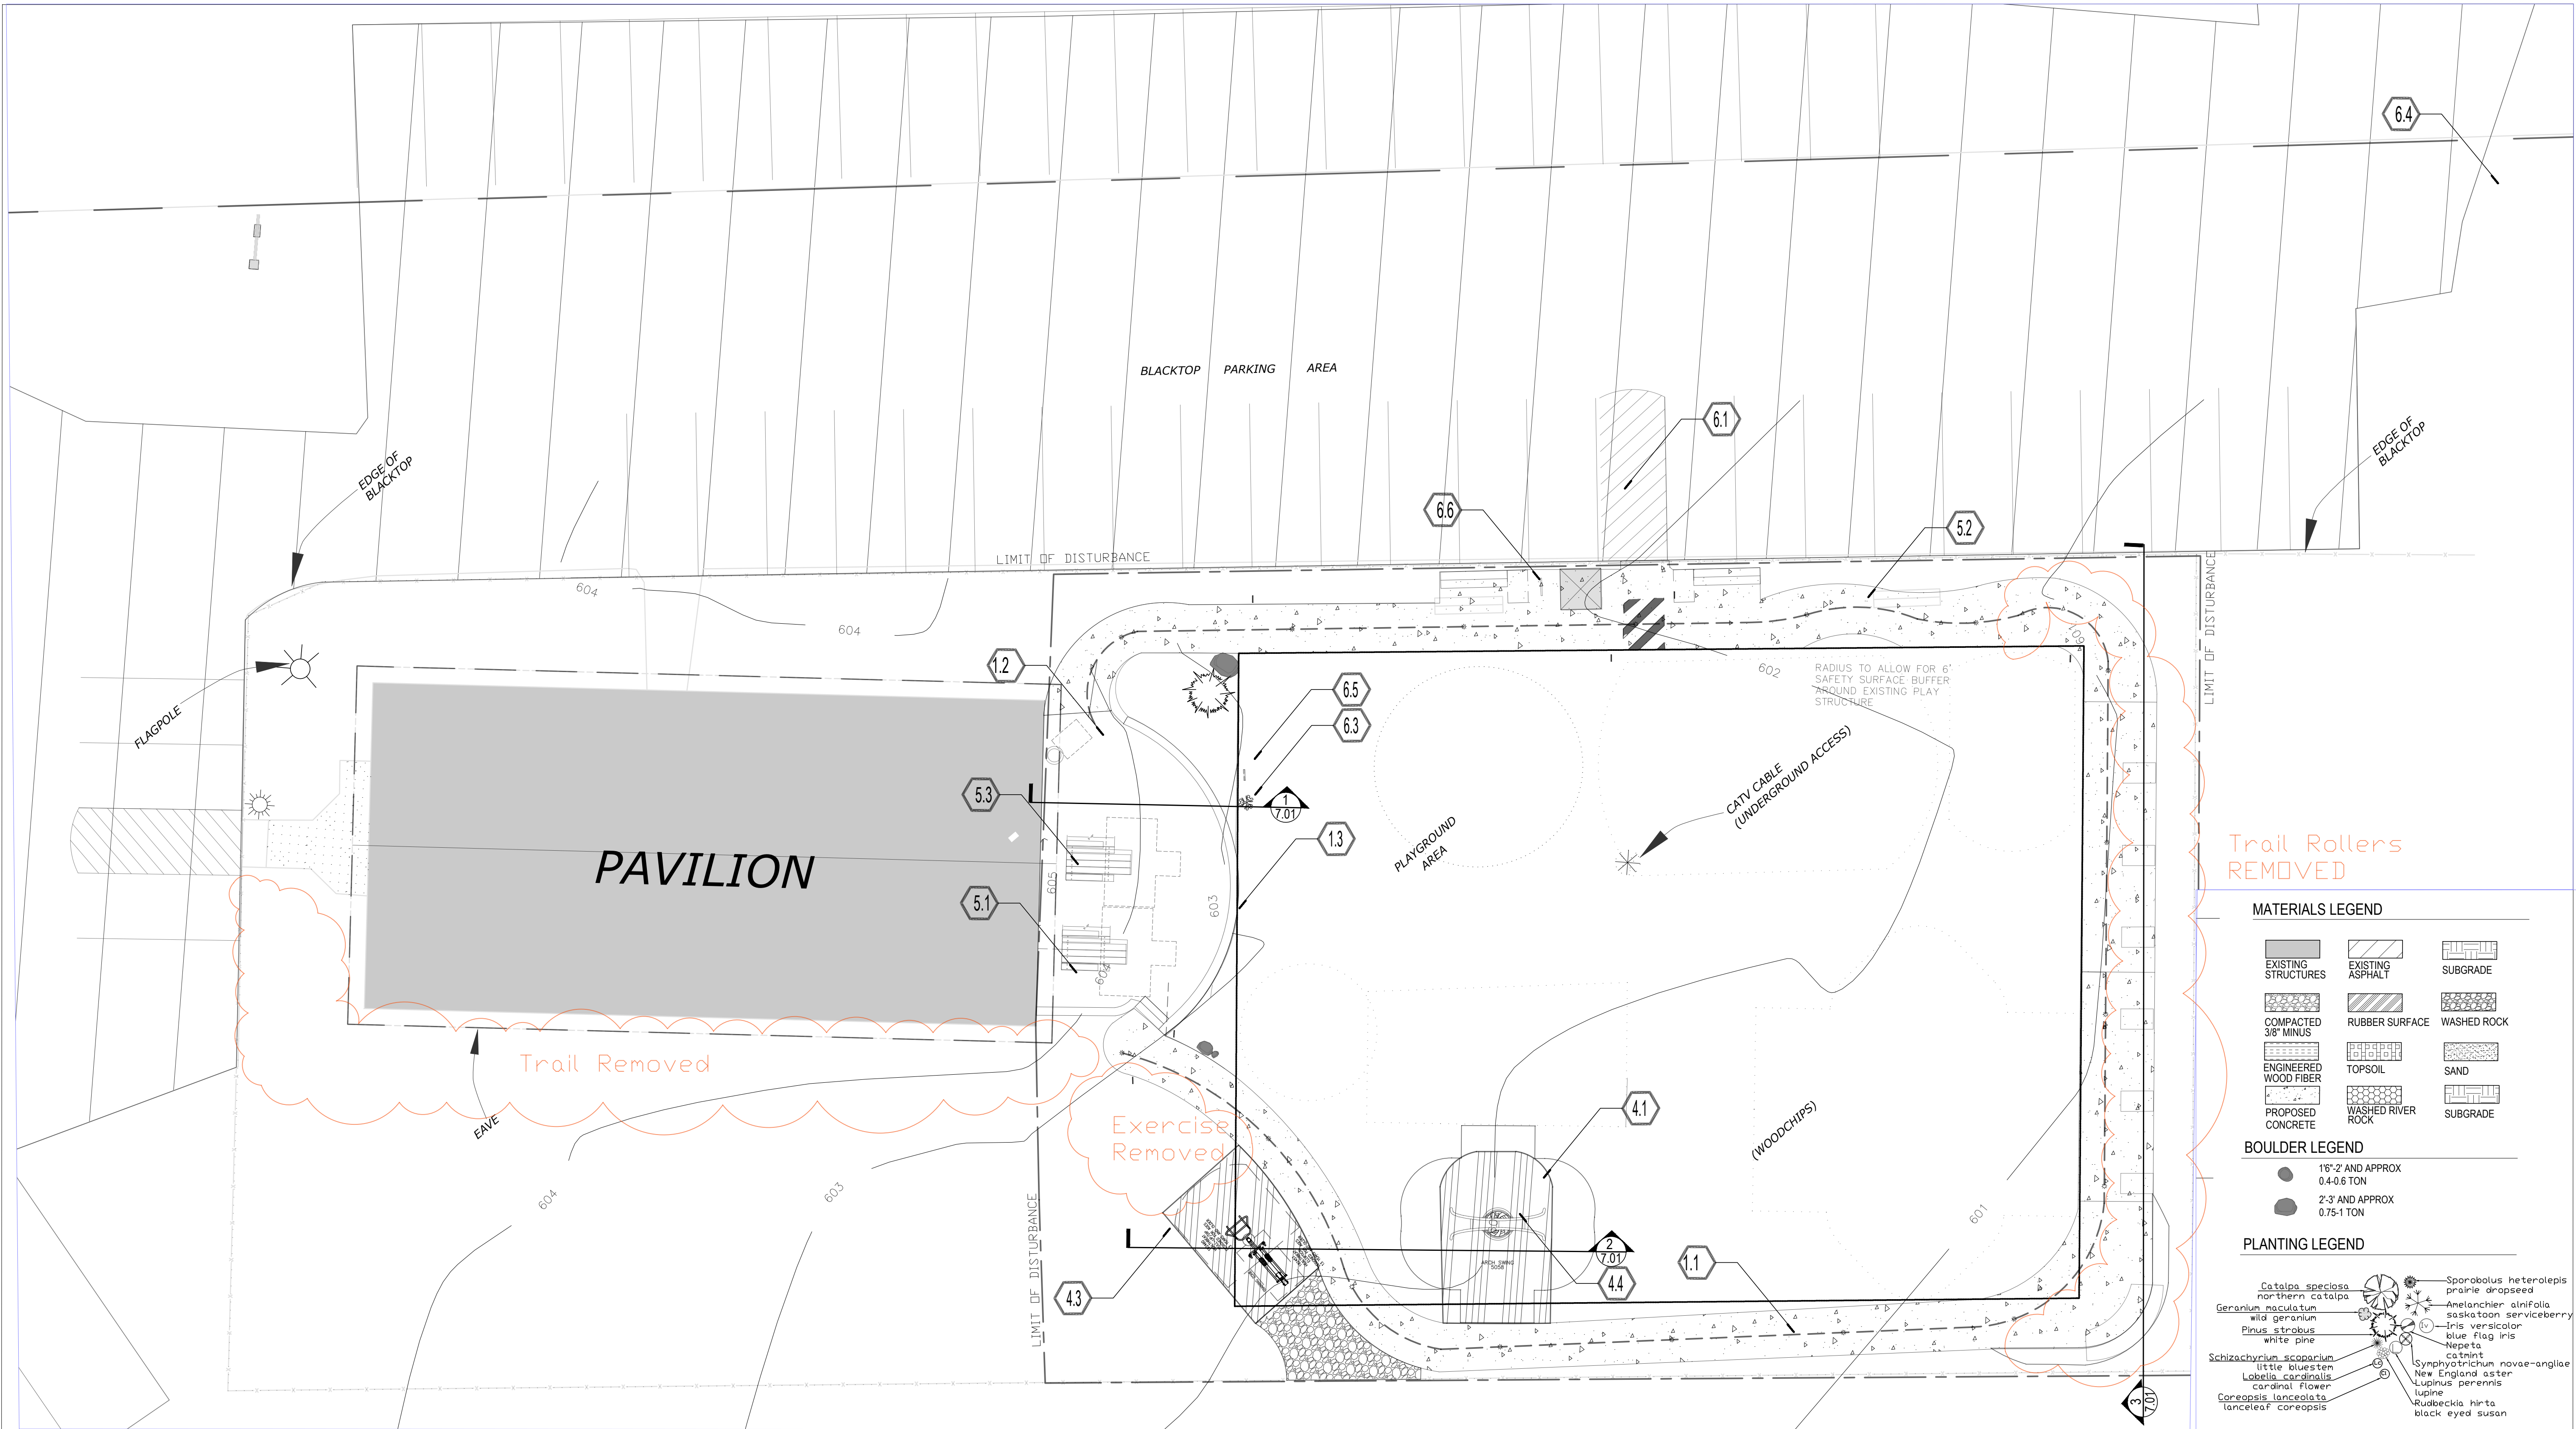 6.4
BLACKTOP PARKING AREA
6.1
EDGE OF
BLACKTOP
EDGE OF
BLACKTOP
6.6
5.2
LIMIT OF DISTURBANCE
LIMIT OF DISTURBANCE
604
604
1.2
602
60
RADIUS TO ALLOW FOR 6'
SAFETY SURFACE BUFFER
AROUND EXISTING PLAY
STRUCTURE
6.5
6.3
FLAGPOLE
5.3
1
7.01
CATV CABLE
(UNDERGROUND ACCESS)
1.3
PLAYGROUND
AREA
PAVILION
605
5.1
603
604
Trail Rollers
REMOVED
Trail Removed
EAVE
Exercise
Removed
4.1
(WOODCHIPS)
604
603
601
LIMIT OF DISTURBANCE
4.3
2
7.01
ARCH SWING
5058
4.4
1.1
3
7.01
MATERIALS LEGEND
EXISTING
STRUCTURES
EXISTING
ASPHALT
SUBGRADE
COMPACTED
3/8" MINUS
RUBBER SURFACE
WASHED ROCK
ENGINEERED
WOOD FIBER
TOPSOIL
SAND
PROPOSED
CONCRETE
WASHED RIVER
ROCK
SUBGRADE
BOULDER LEGEND
1'6"-2' AND APPROX
0.4-0.6 TON
2'-3' AND APPROX
0.75-1 TON
PLANTING LEGEND
Catalpa speciosa
northern catalpa
Geranium maculatum
wild geranium
Pinus strobus
white pine
Schizachyrium scoparium
little bluestem
Lobelia cardinalis
cardinal flower
Coreopsis lanceolata
lanceleaf coreopsis
Sporobolus heterolepis
prairie dropseed
Amelanchier alnifolia
saskatoon serviceberry
Iv
Iris versicolor
blue flag iris
Nepeta
catmint
Symphyotrichum novae-angliae
New England aster
Lupinus perennis
lupine
Rudbeckia hirta
black eyed susan